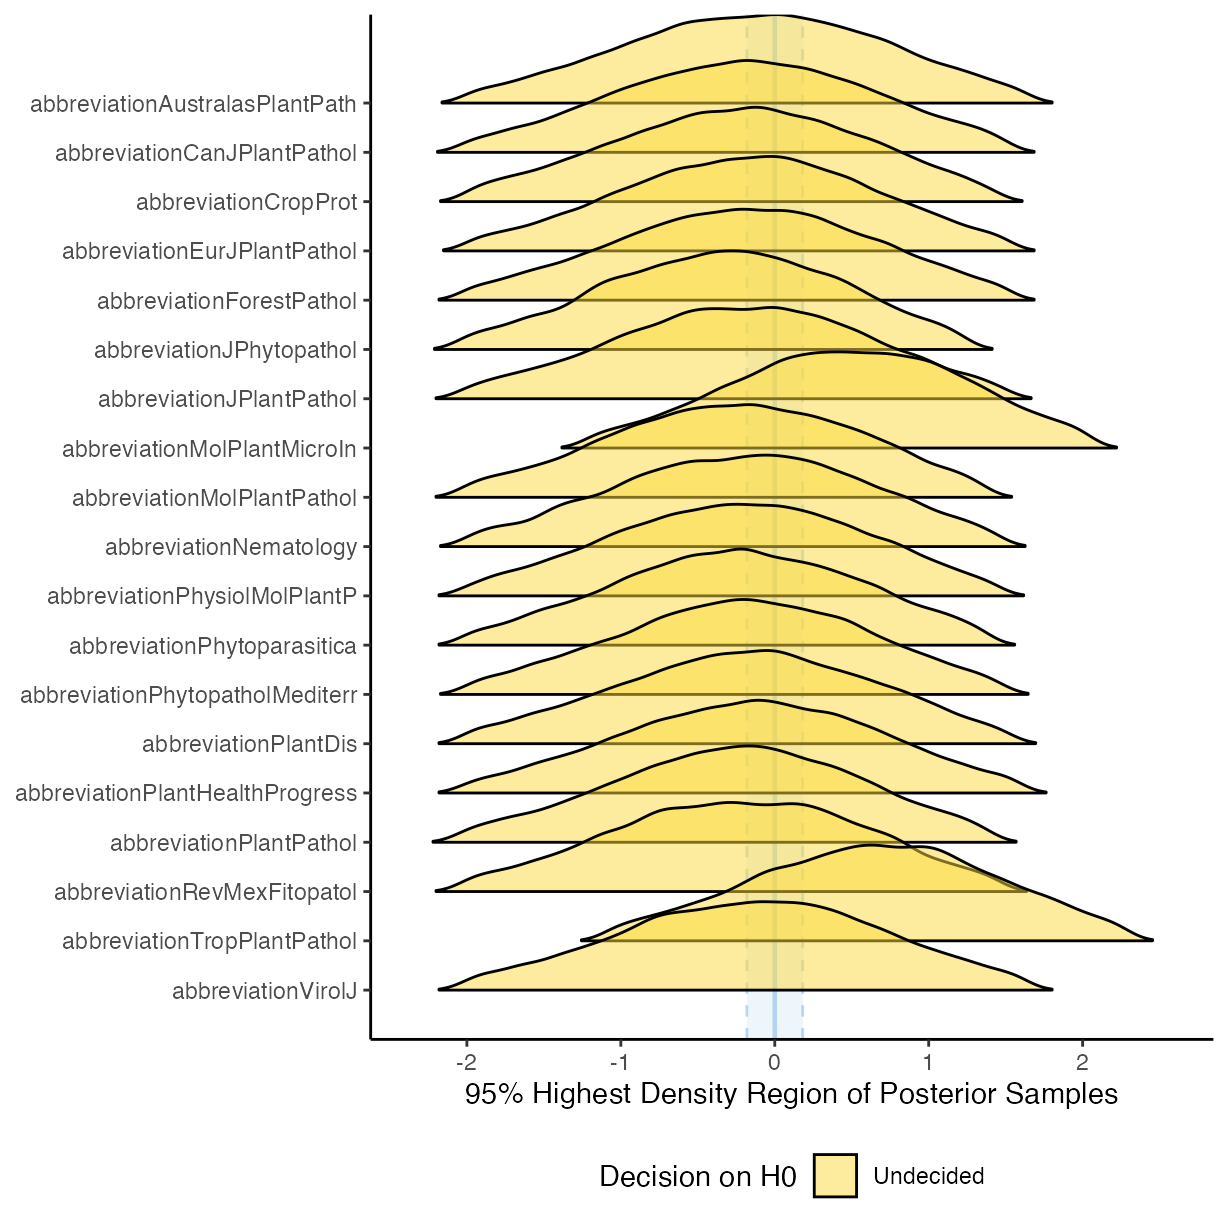 abbreviationAustralasPlantPath
abbreviationCanJPlantPathol
abbreviationCropProt
abbreviationEurJPlantPathol
abbreviationForestPathol
abbreviationJPhytopathol
abbreviationJPlantPathol
abbreviationMolPlantMicroIn
abbreviationMolPlantPathol
abbreviationNematology
abbreviationPhysiolMolPlantP
abbreviationPhytoparasitica
abbreviationPhytopatholMediterr
abbreviationPlantDis
abbreviationPlantHealthProgress
abbreviationPlantPathol
abbreviationRevMexFitopatol
abbreviationTropPlantPathol
abbreviationVirolJ
-2 -1 0 1 2
95% Highest Density Region of Posterior Samples
Decision on H0 Undecided